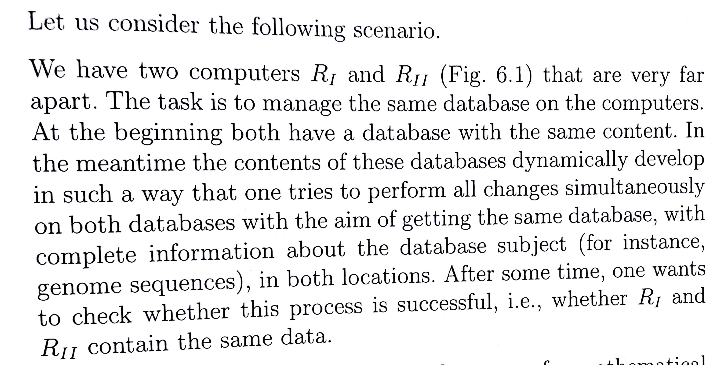 Let us consider the following scenario.
We have two computers R_I and R_II (Fig. 6.1) that are very far
apart. The task is to manage the same database on the computers.
At the beginning both have a database with the same content. In
the meantime the contents of these databases dynamically develop
in such a way that one tries to perform all changes simultaneously
on both databases with the aim of getting the same database, with
complete information about the database subject (for instance,
genome sequences), in both locations. After some time, one wants
to check whether this process is successful, i.e., whether R_I and
R_II contain the same data.